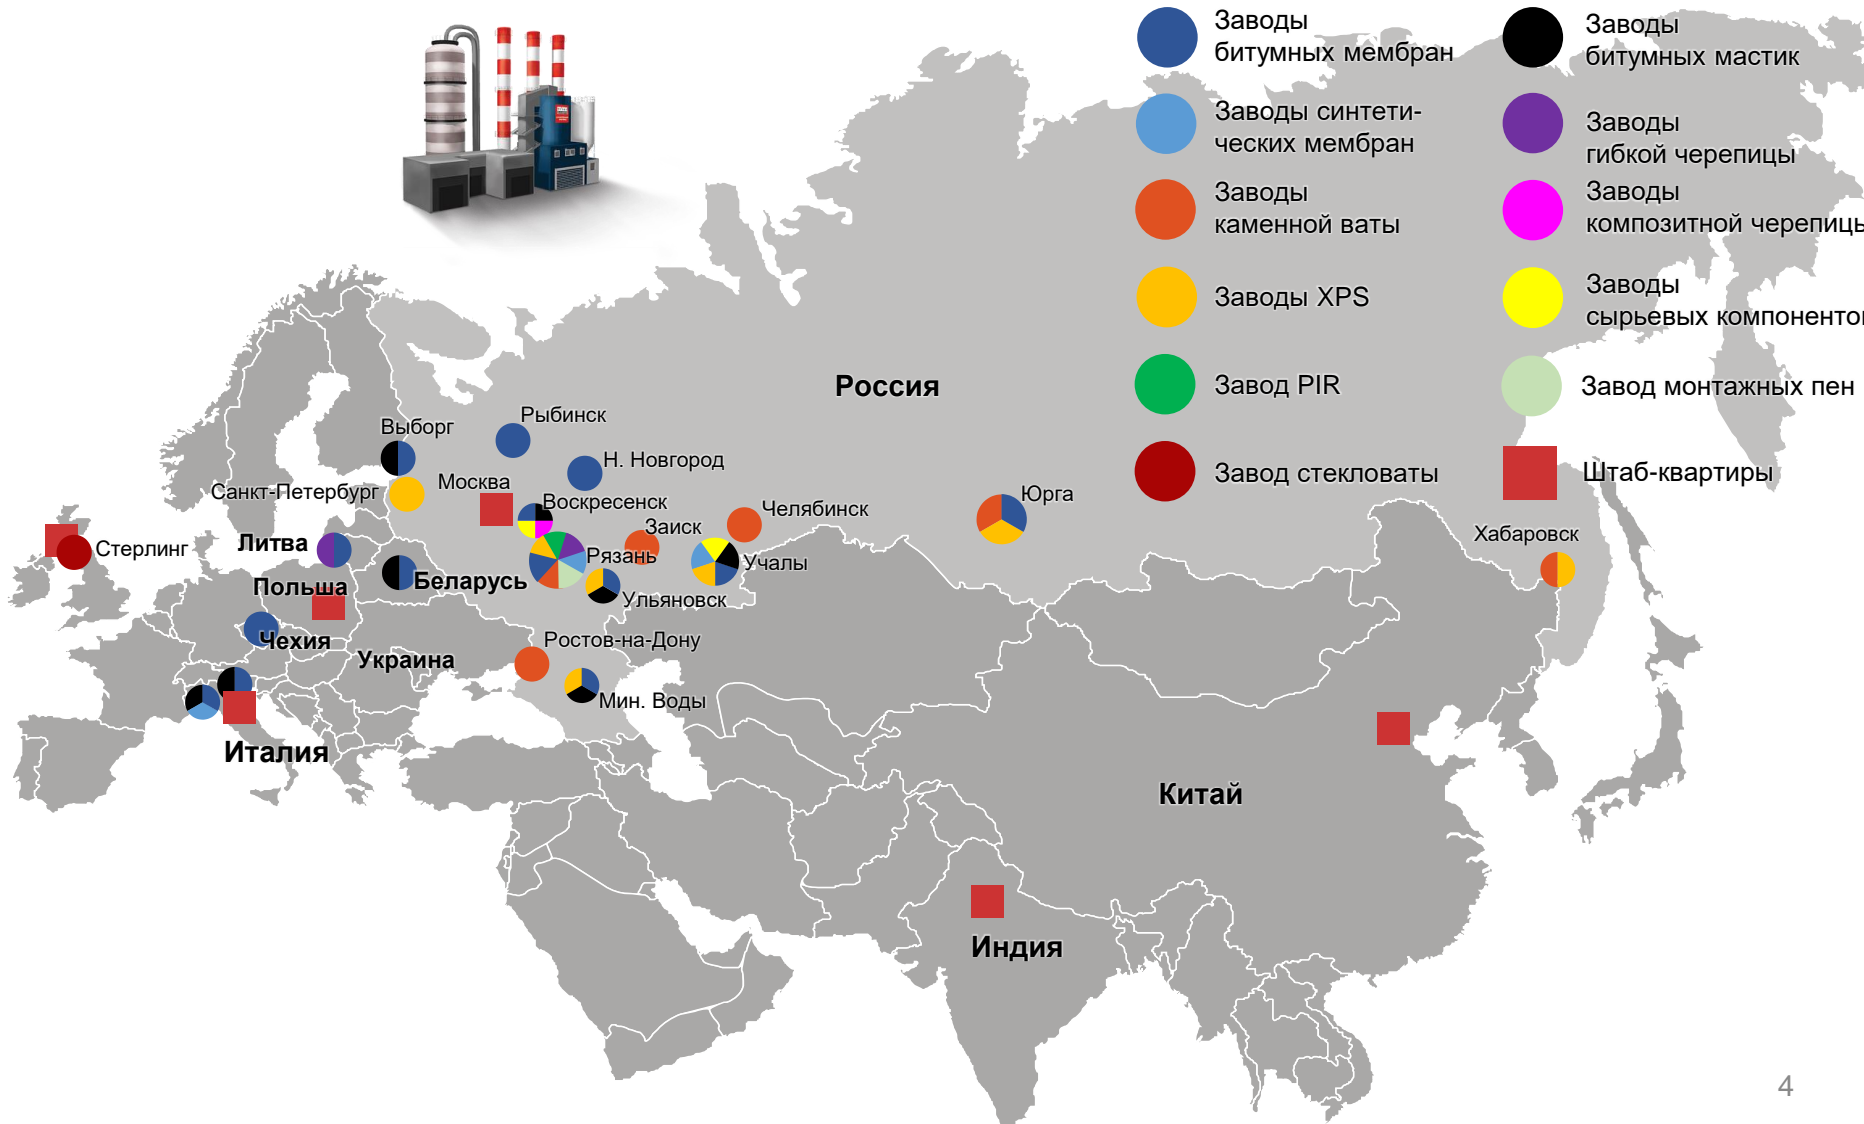 Заводы
битумных мембран
Заводы
битумных мастик
Заводы синтети-
ческих мембран
Заводы
гибкой черепицы
Заводы
каменной ваты
Заводы
композитной черепицы
Заводы XPS
Заводы
сырьевых компонентов
Завод PIR
Завод монтажных пен
Завод стекловаты
Штаб-квартиры
Россия
Рыбинск
Выборг
Н. Новгород
Санкт-Петербург
Москва
Воскресенск
Челябинск
Юрга
Заиск
Хабаровск
Стерлинг
Литва
Рязань
Учалы
Польша
Беларусь
Ульяновск
Чехия
Ростов-на-Дону
Украина
Мин. Воды
Италия
Китай
Индия
4